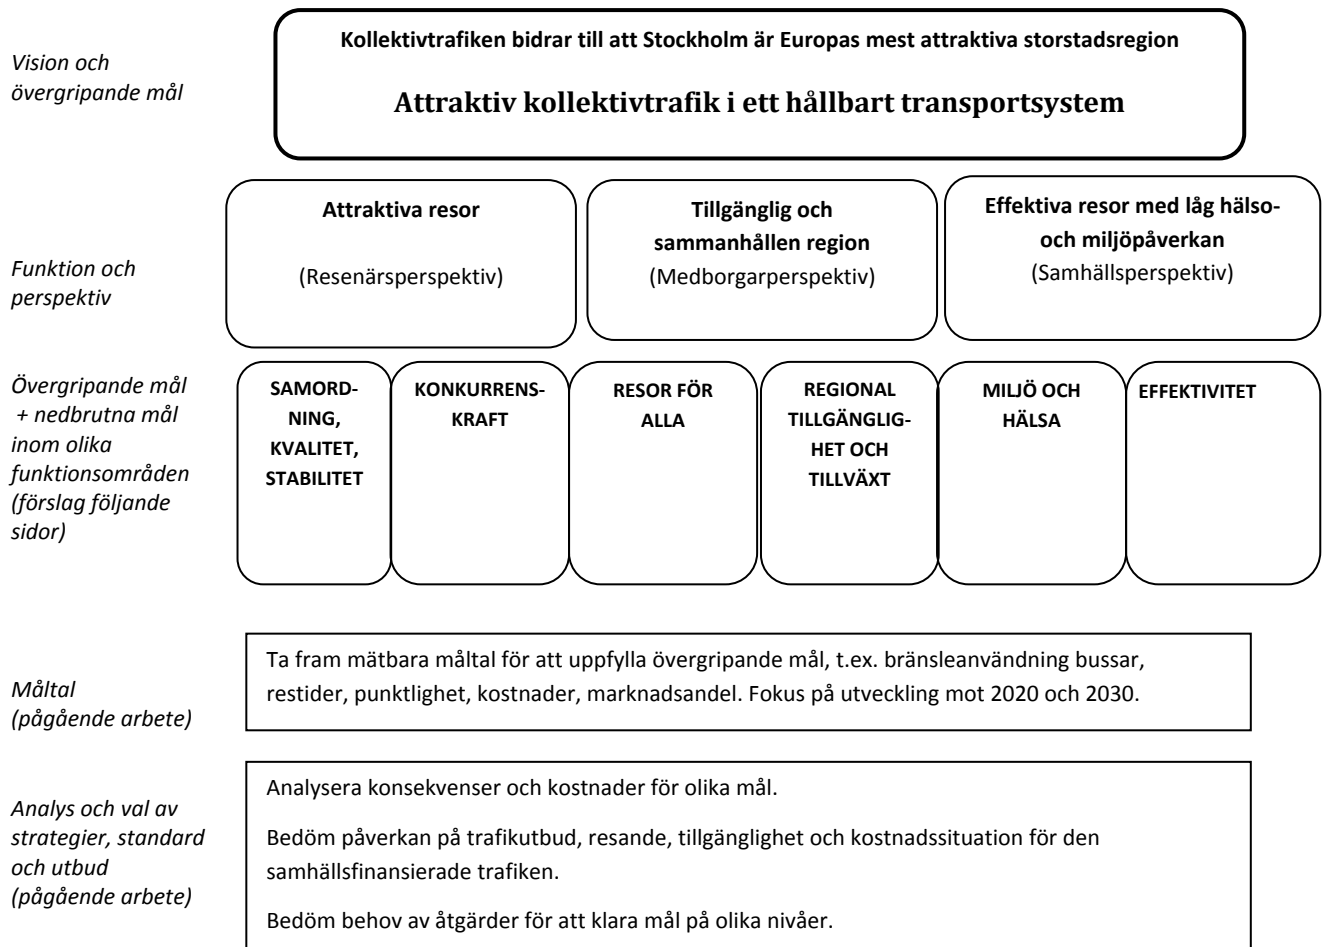 Vision och
övergripande mål
Kollektivtrafiken bidrar till att Stockholm är Europas mest attraktiva storstadsregion
Attraktiv kollektivtrafik i ett hållbart transportsystem
Funktion och
perspektiv
Attraktiva resor
(Resenärsperspektiv)
Tillgänglig och
sammanhållen region
(Medborgarperspektiv)
Effektiva resor med låg hälso-
och miljöpåverkan
(Samhällsperspektiv)
Övergripande mål
+ nedbrutna mål
inom olika
funktionsområden
(förslag följande
sidor)
SAMORD-
NING,
KVALITET,
STABILITET
KONKURRENS-
KRAFT
RESOR FÖR
ALLA
REGIONAL
TILLGÄNGLIG-
HET OCH
TILLVÄXT
MILJÖ OCH
HÄLSA
EFFEKTIVITET
Måltal
(pågående arbete)
Ta fram mätbara måltal för att uppfylla övergripande mål, t.ex. bränsleanvändning bussar,
restider, punktlighet, kostnader, marknadsandel. Fokus på utveckling mot 2020 och 2030.
Analys och val av
strategier, standard
och utbud
(pågående arbete)
Analysera konsekvenser och kostnader för olika mål.
Bedöm påverkan på trafikutbud, resande, tillgänglighet och kostnadssituation för den
samhällsfinansierade trafiken.
Bedöm behov av åtgärder för att klara mål på olika nivåer.